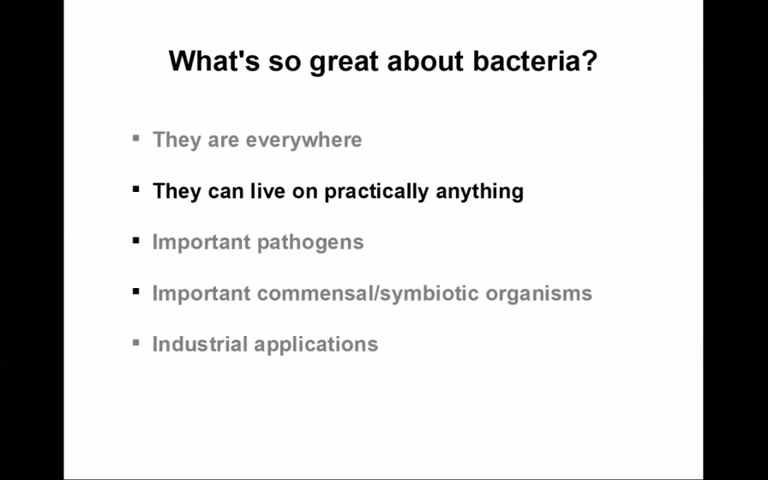 What's so great about bacteria?
▪ They are everywhere
▪ They can live on practically anything
▪ Important pathogens
▪ Important commensal/symbiotic organisms
▪ Industrial applications